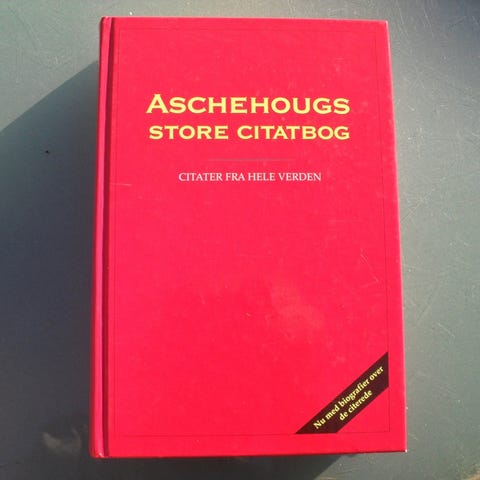 ASCHEHOUGS
STORE CITATBOG
CITATER FRA HELE VERDEN
Nu med biografier over
de citerede